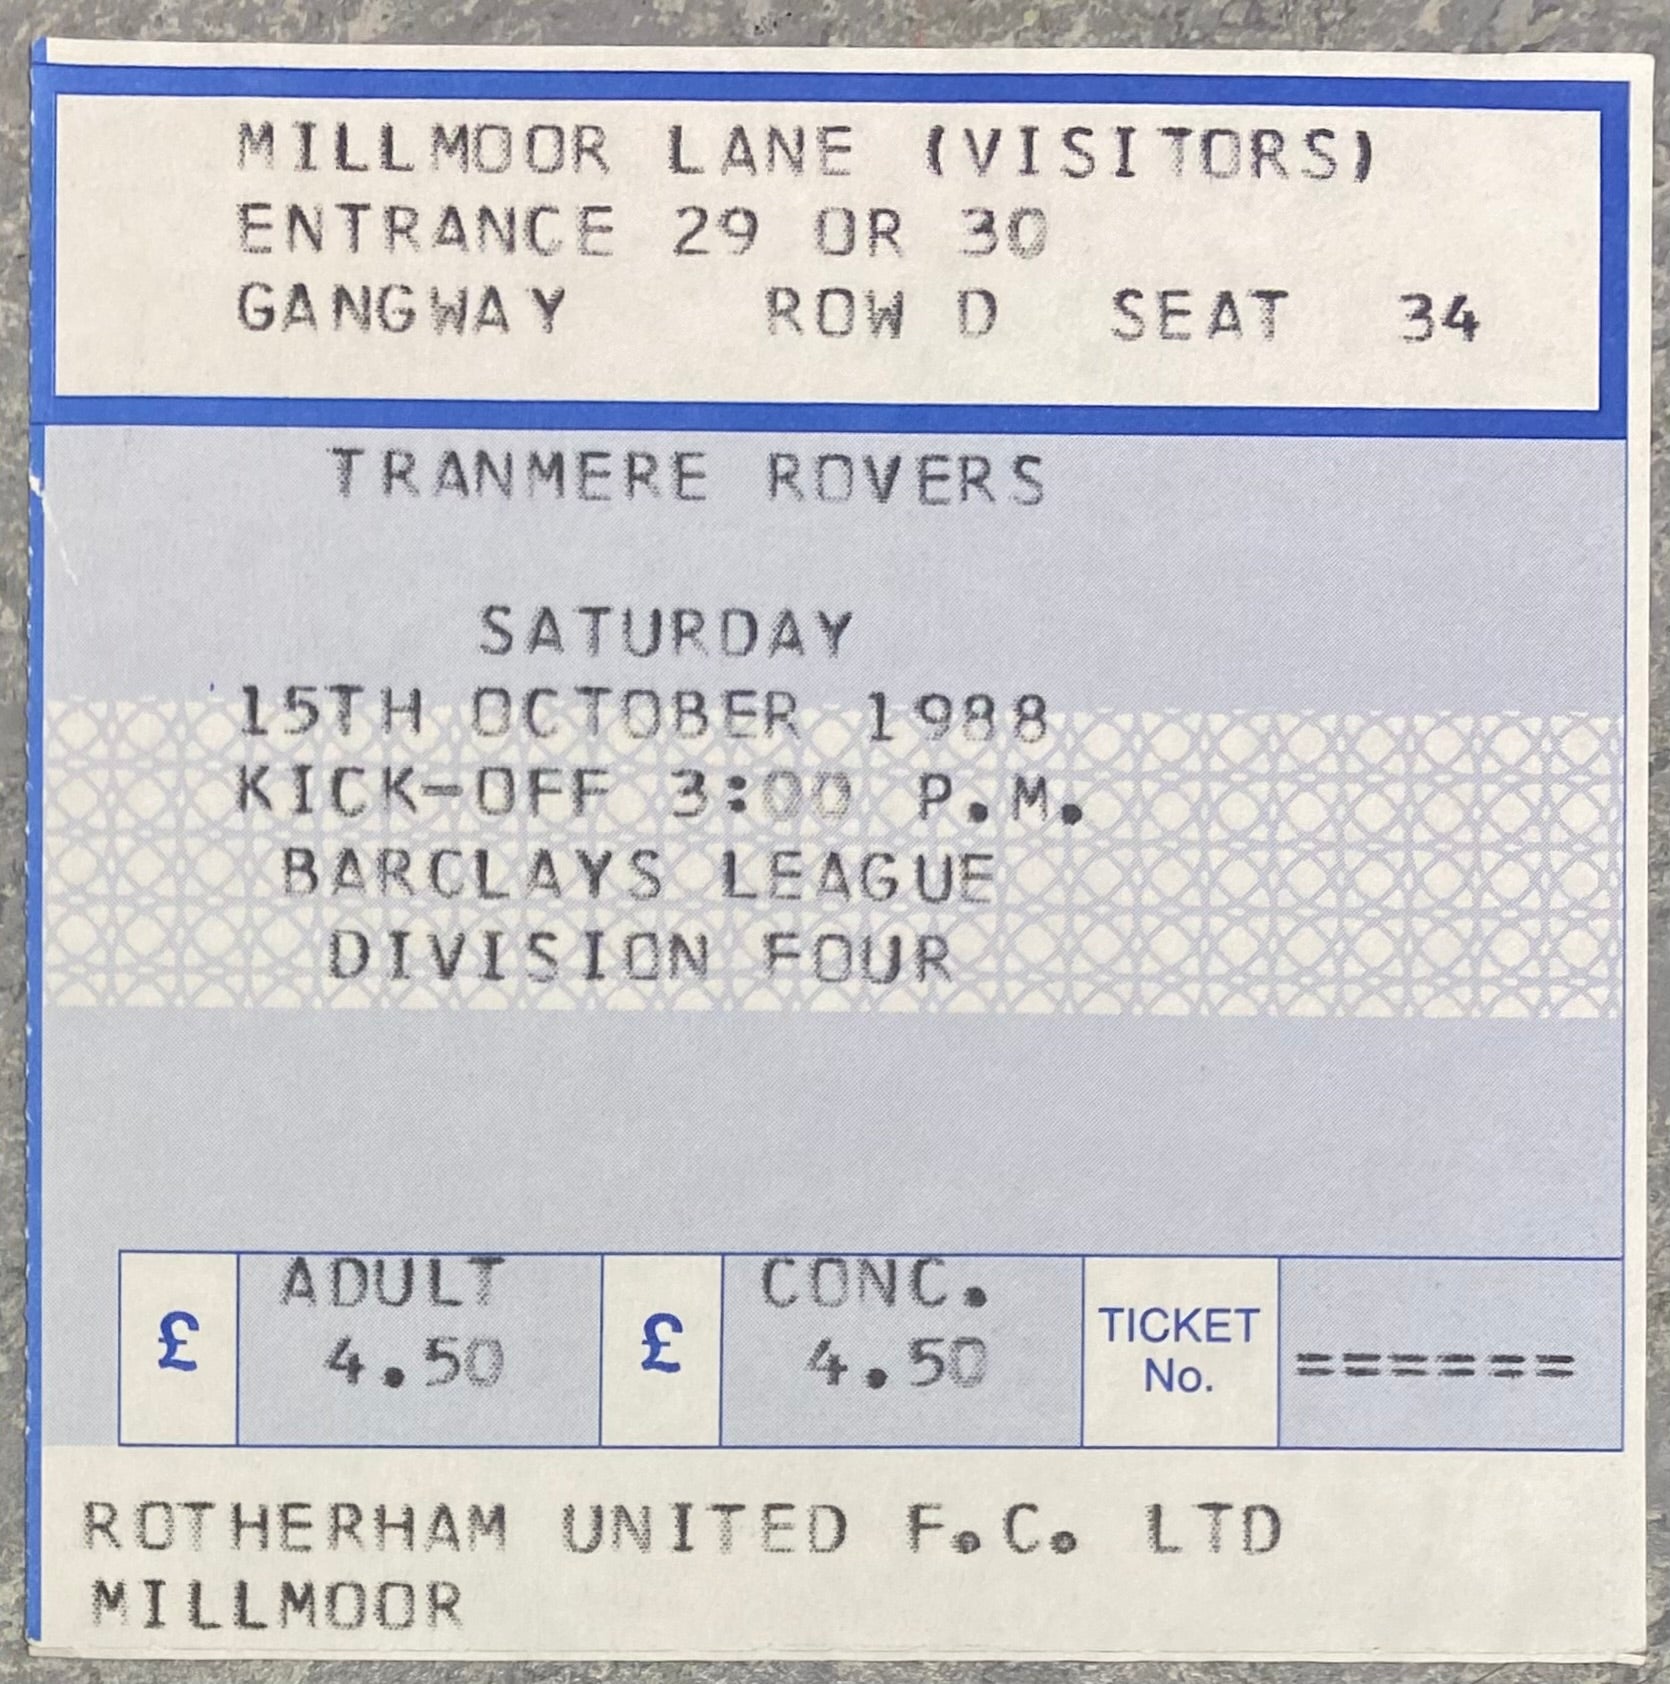 MILLMOOR LANE (VISITORS)
ENTRANCE 29 OR 30
GANGWAY ROW D SEAT 34
TRANMERE ROVERS
SATURDAY
15TH OCTOBER 1988
KICK-OFF 3:00 P.M.
BARCLAYS LEAGUE
DIVISION FOUR
£ ADULT 4.50 £ CONC. 4.50 TICKET No. ======
ROTHERHAM UNITED F.C. LTD
MILLMOOR